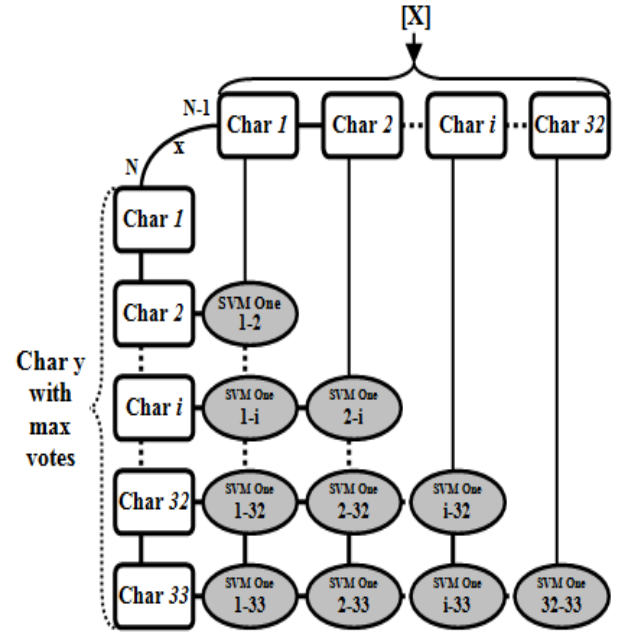 [X]
N-1
Char 1
Char 2
Char i
Char 32
x
N
Char 1
Char 2
SVM One
1-2
Char y
with
max
votes
Char i
SVM One
1-i
SVM One
2-i
Char 32
SVM One
1-32
SVM One
2-32
SVM One
i-32
Char 33
SVM One
1-33
SVM One
2-33
SVM One
i-33
SVM One
32-33